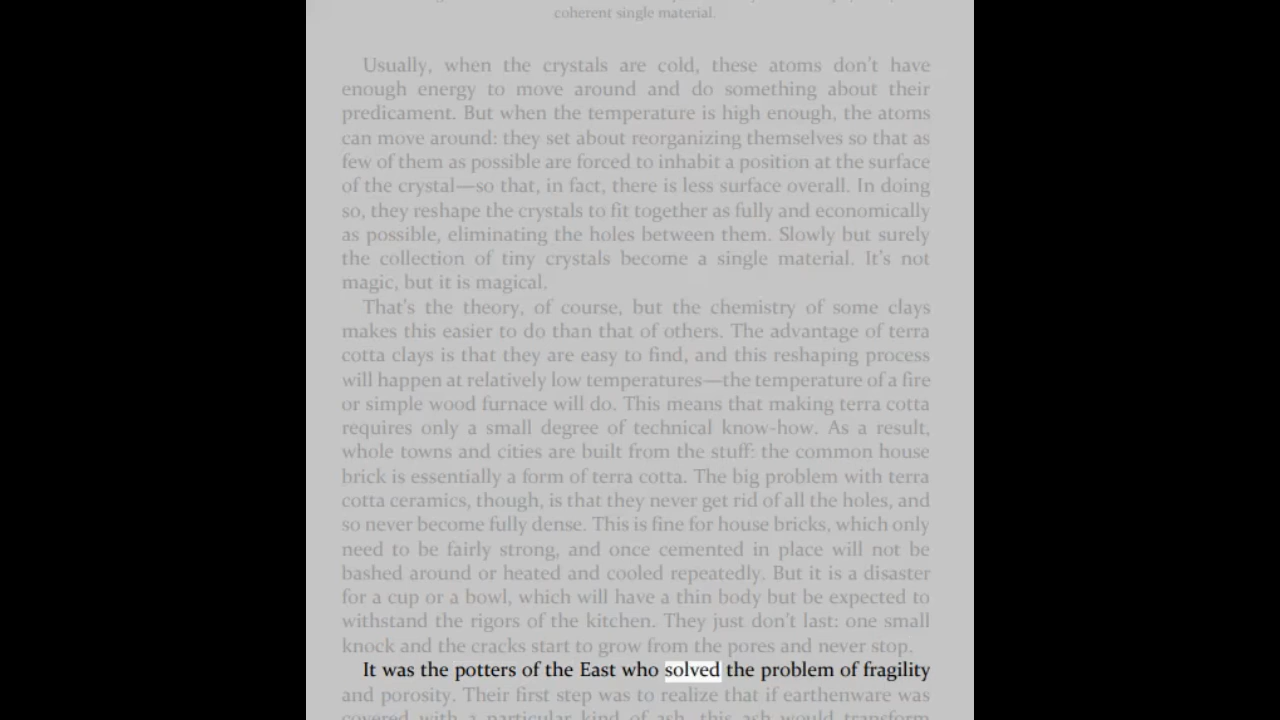 coherent single material.
Usually, when the crystals are cold, these atoms don't have
enough energy to move around and do something about their
predicament. But when the temperature is high enough, the atoms
can move around: they set about reorganizing themselves so that as
few of them as possible are forced to inhabit a position at the surface
of the crystal—so that, in fact, there is less surface overall. In doing
so, they reshape the crystals to fit together as fully and economically
as possible, eliminating the holes between them. Slowly but surely
the collection of tiny crystals become a single material. It's not
magic, but it is magical.
That's the theory, of course, but the chemistry of some clays
makes this easier to do than that of others. The advantage of terra
cotta clays is that they are easy to find, and this reshaping process
will happen at relatively low temperatures—the temperature of a fire
or simple wood furnace will do. This means that making terra cotta
requires only a small degree of technical know-how. As a result,
whole towns and cities are built from the stuff: the common house
brick is essentially a form of terra cotta. The big problem with terra
cotta ceramics, though, is that they never get rid of all the holes, and
so never become fully dense. This is fine for house bricks, which only
need to be fairly strong, and once cemented in place will not be
bashed around or heated and cooled repeatedly. But it is a disaster
for a cup or a bowl, which will have a thin body but be expected to
withstand the rigors of the kitchen. They just don't last: one small
knock and the cracks start to grow from the pores and never stop.
It was the potters of the East who solved the problem of fragility
and porosity. Their first step was to realize that if earthenware was
covered with a particular kind of ash, this ash would transform